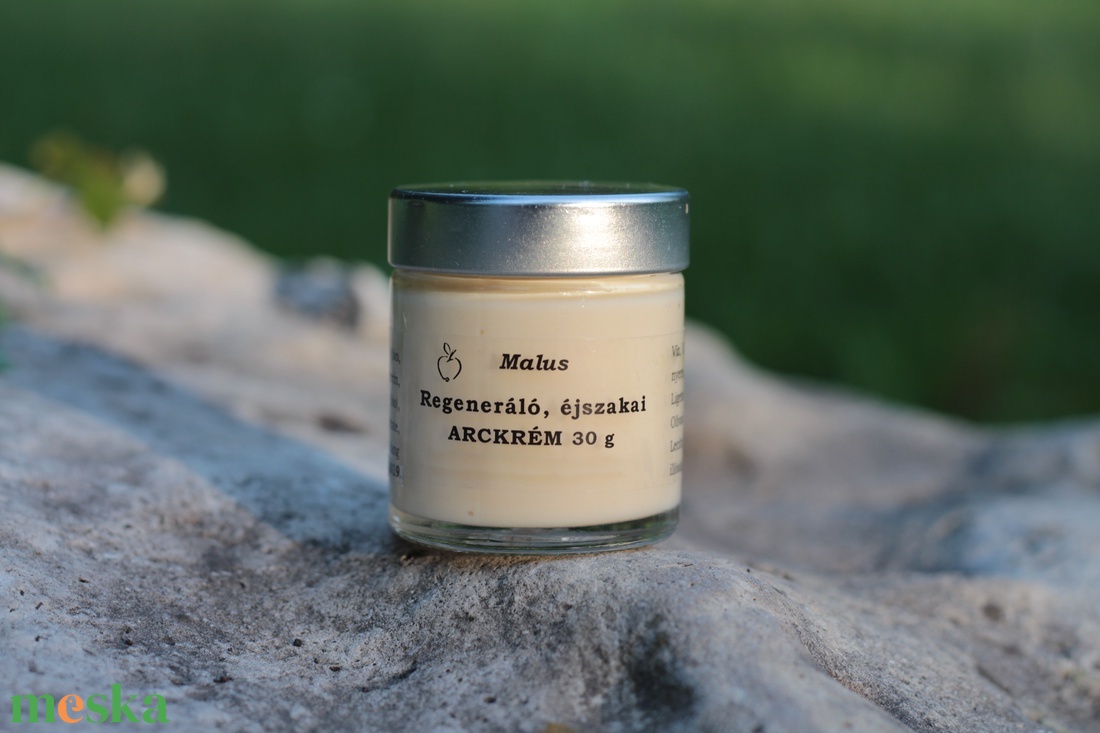 Malus
Regeneráló, éjszakai
ARCKRÉM 30 g
meska